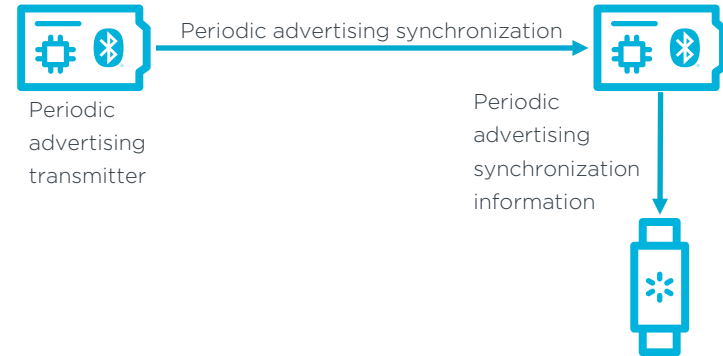 Periodic advertising synchronization
Periodic
advertising
transmitter
Periodic
advertising
synchronization
information